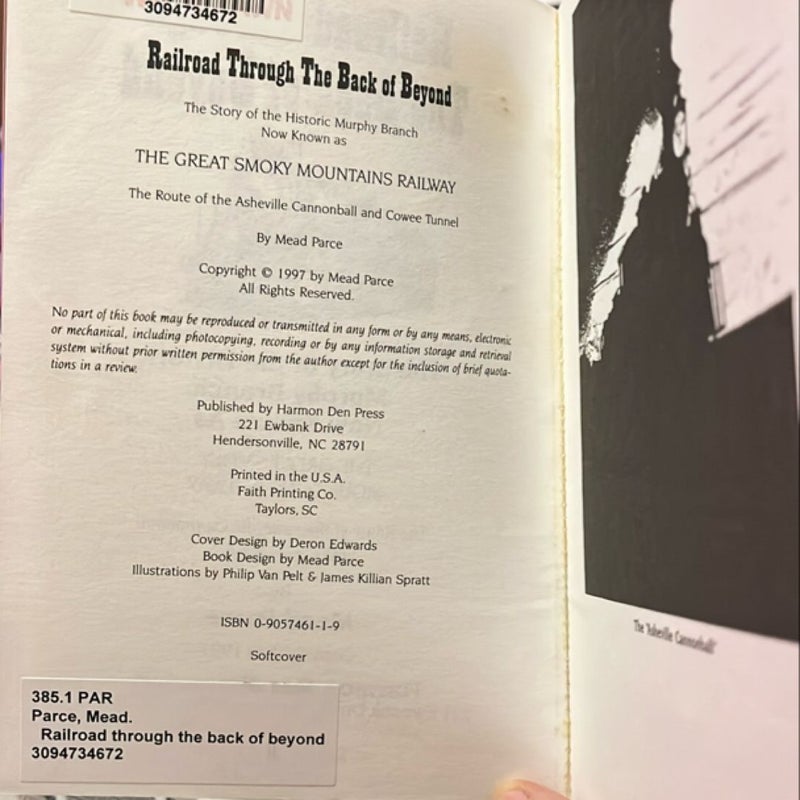 3094734672
Railroad Through The Back of Beyond
The Story of the Historic Murphy Branch
Now Known as
THE GREAT SMOKY MOUNTAINS RAILWAY
The Route of the Asheville Cannonball and Cowee Tunnel
By Mead Parce
Copyright © 1997 by Mead Parce
All Rights Reserved.
No part of this book may be reproduced or transmitted in any form or by any means, electronic
or mechanical, including photocopying, recording or by any information storage and retrieval
system without prior written permission from the author except for the inclusion of brief quota-
tions in a review.
Published by Harmon Den Press
221 Ewbank Drive
Hendersonville, NC 28791
Printed in the U.S.A.
Faith Printing Co.
Taylors, SC
Cover Design by Deron Edwards
Book Design by Mead Parce
Illustrations by Philip Van Pelt & James Killian Spratt
ISBN 0-9057461-1-9
Softcover
385.1 PAR
Parce, Mead.
Railroad through the back of beyond
3094734672
The "Asheville Cannonball"